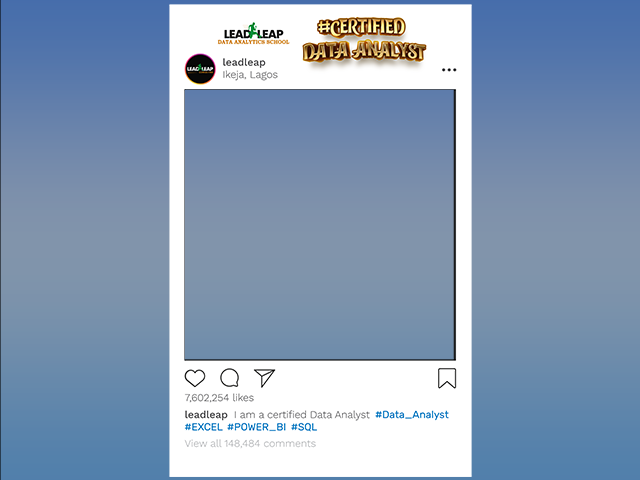 LEADLEAP
DATA ANALYTICS SCHOOL
#CERTIFIED
DATA ANALYST
LEADLEAP
leadleap
Ikeja, Lagos
7,602,254 likes
leadleap I am a certified Data Analyst #Data_Analyst
#EXCEL #POWER_BI #SQL
View all 148,484 comments